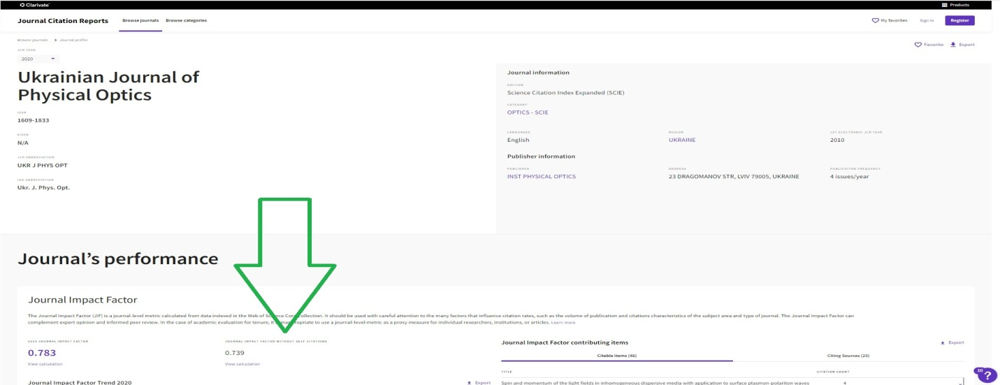 Clarivate
Products
Journal Citation Reports
Browse journals
Browse categories
My favorites
Sign In
Register
Browse journals > Journal profile
Favorite
Export
JCR YEAR
2020
Ukrainian Journal of
Physical Optics
ISSN
1609-1833
EISSN
N/A
JCR ABBREVIATION
UKR J PHYS OPT
ISO ABBREVIATION
Ukr. J. Phys. Opt.
Journal information
EDITION
Science Citation Index Expanded (SCIE)
CATEGORY
OPTICS - SCIE
LANGUAGES
REGION
1ST ELECTRONIC JCR YEAR
English
UKRAINE
2010
Publisher information
PUBLISHER
ADDRESS
PUBLICATION FREQUENCY
INST PHYSICAL OPTICS
23 DRAGOMANOV STR, LVIV 79005, UKRAINE
4 issues/year
Journal's performance
Journal Impact Factor
The Journal Impact Factor (JIF) is a journal-level metric calculated from data indexed in the Web of Science Core Collection. It should be used with careful attention to the many factors that influence citation rates, such as the volume of publication and citations characteristics of the subject area and type of journal. The Journal Impact Factor can
complement expert opinion and informed peer review. In the case of academic evaluation for tenure, it is inappropriate to use a journal-level metric as a proxy measure for individual researchers, institutions, or articles. Learn more
2020 JOURNAL IMPACT FACTOR
JOURNAL IMPACT FACTOR WITHOUT SELF CITATIONS
0.783
0.739
View calculation
View calculation
Journal Impact Factor Trend 2020
Export
Journal Impact Factor contributing items
Export
Citable Items (46)
Citing Sources (25)
TITLE
CITATION COUNT
Spin and momentum of the light fields in inhomogeneous dispersive media with application to surface plasmon-polariton waves
4
10
?